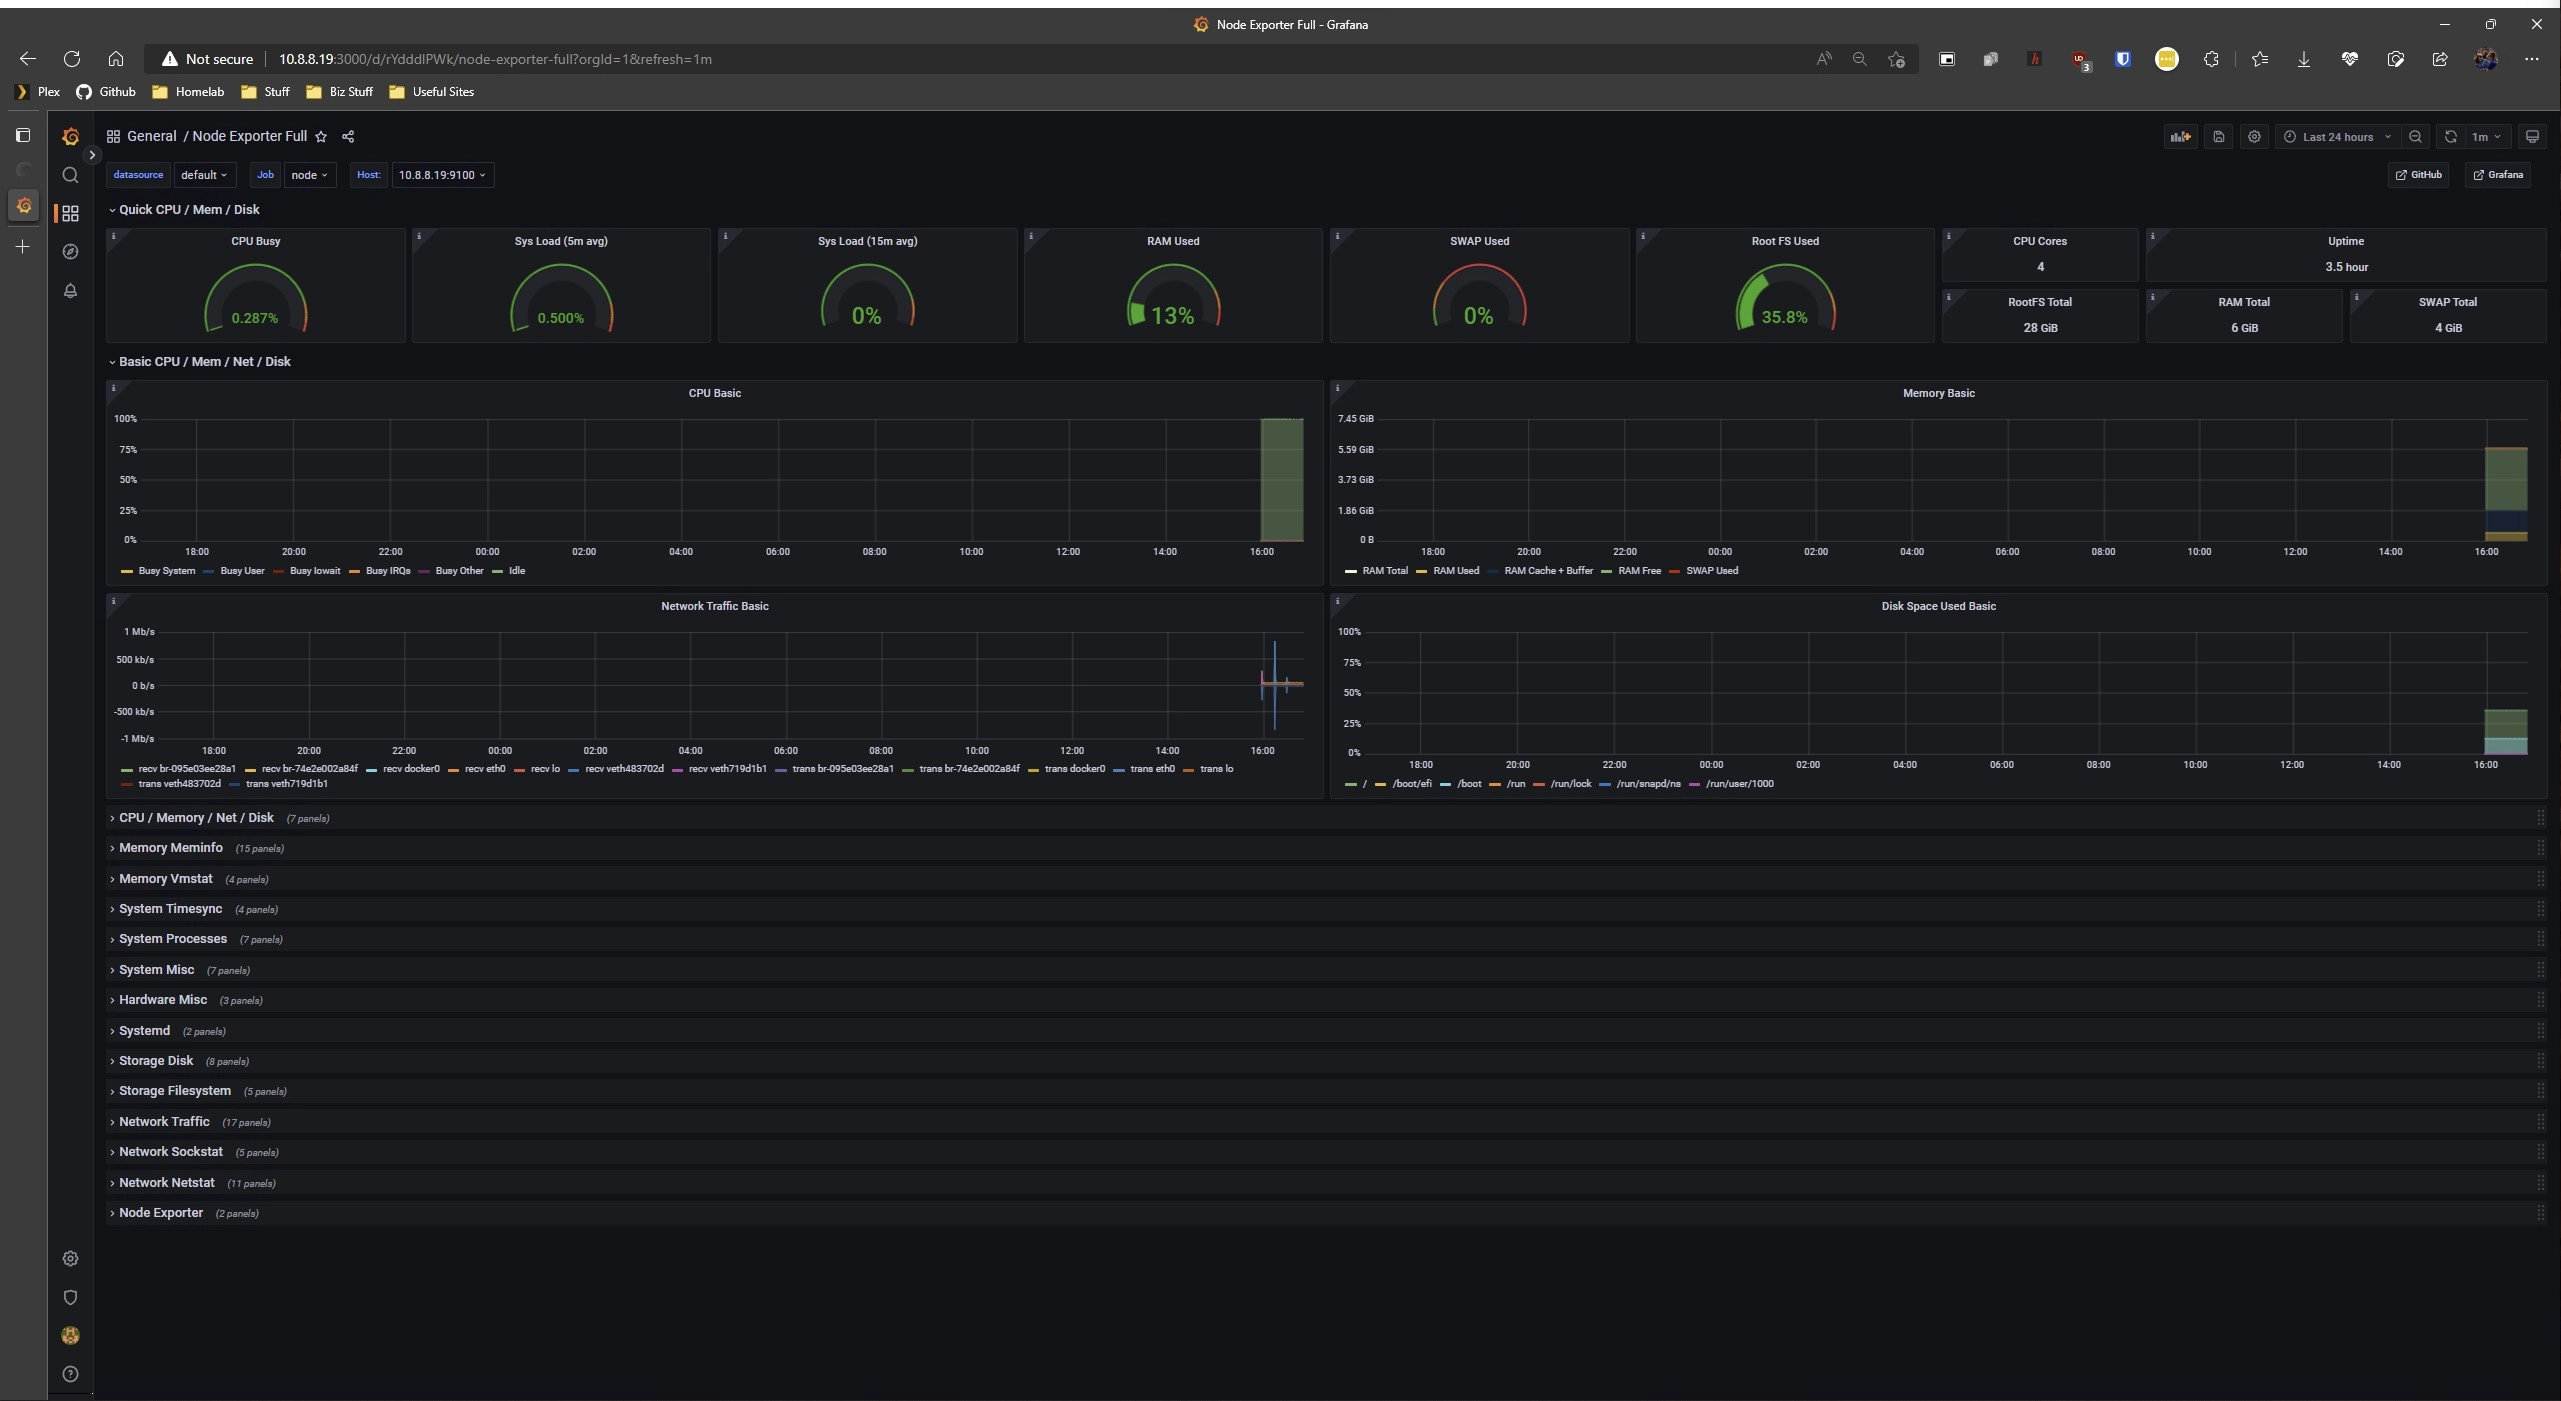 Node Exporter Full - Grafana
Not secure 10.8.8.19:3000/d/rYdddlPWk/node-exporter-full?orgId=1&refresh=1m
Plex Github Homelab Stuff Biz Stuff Useful Sites
General / Node Exporter Full Last 24 hours 1m
datasource default Job node Host: 10.8.8.19:9100 GitHub Grafana
Quick CPU / Mem / Disk
CPU Busy Sys Load (5m avg) Sys Load (15m avg) RAM Used SWAP Used Root FS Used CPU Cores Uptime
4 3.5 hour
RootFS Total RAM Total SWAP Total
0.287% 0.500% 0% 13% 0% 35.8% 28 GiB 6 GiB 4 GiB
Basic CPU / Mem / Net / Disk
CPU Basic
100%
75%
50%
25%
0%
18:00 20:00 22:00 00:00 02:00 04:00 06:00 08:00 10:00 12:00 14:00 16:00
Busy System Busy User Busy Iowait Busy IRQs Busy Other Idle
Memory Basic
7.45 GiB
5.59 GiB
3.73 GiB
1.86 GiB
0 B
18:00 20:00 22:00 00:00 02:00 04:00 06:00 08:00 10:00 12:00 14:00 16:00
RAM Total RAM Used RAM Cache + Buffer RAM Free SWAP Used
Network Traffic Basic
1 Mb/s
500 kb/s
0 b/s
-500 kb/s
-1 Mb/s
18:00 20:00 22:00 00:00 02:00 04:00 06:00 08:00 10:00 12:00 14:00 16:00
recv br-095e03ee28a1 recv br-74e2e002a84f recv docker0 recv eth0 recv lo recv veth483702d recv veth719d1b1 trans br-095e03ee28a1 trans br-74e2e002a84f trans docker0 trans eth0 trans lo
trans veth483702d trans veth719d1b1
Disk Space Used Basic
100%
75%
50%
25%
0%
18:00 20:00 22:00 00:00 02:00 04:00 06:00 08:00 10:00 12:00 14:00 16:00
/ /boot/efi /boot /run /run/lock /run/snapd/ns /run/user/1000
CPU / Memory / Net / Disk (7 panels)
Memory Meminfo (15 panels)
Memory Vmstat (4 panels)
System Timesync (4 panels)
System Processes (7 panels)
System Misc (7 panels)
Hardware Misc (3 panels)
Systemd (2 panels)
Storage Disk (8 panels)
Storage Filesystem (5 panels)
Network Traffic (17 panels)
Network Sockstat (5 panels)
Network Netstat (11 panels)
Node Exporter (2 panels)